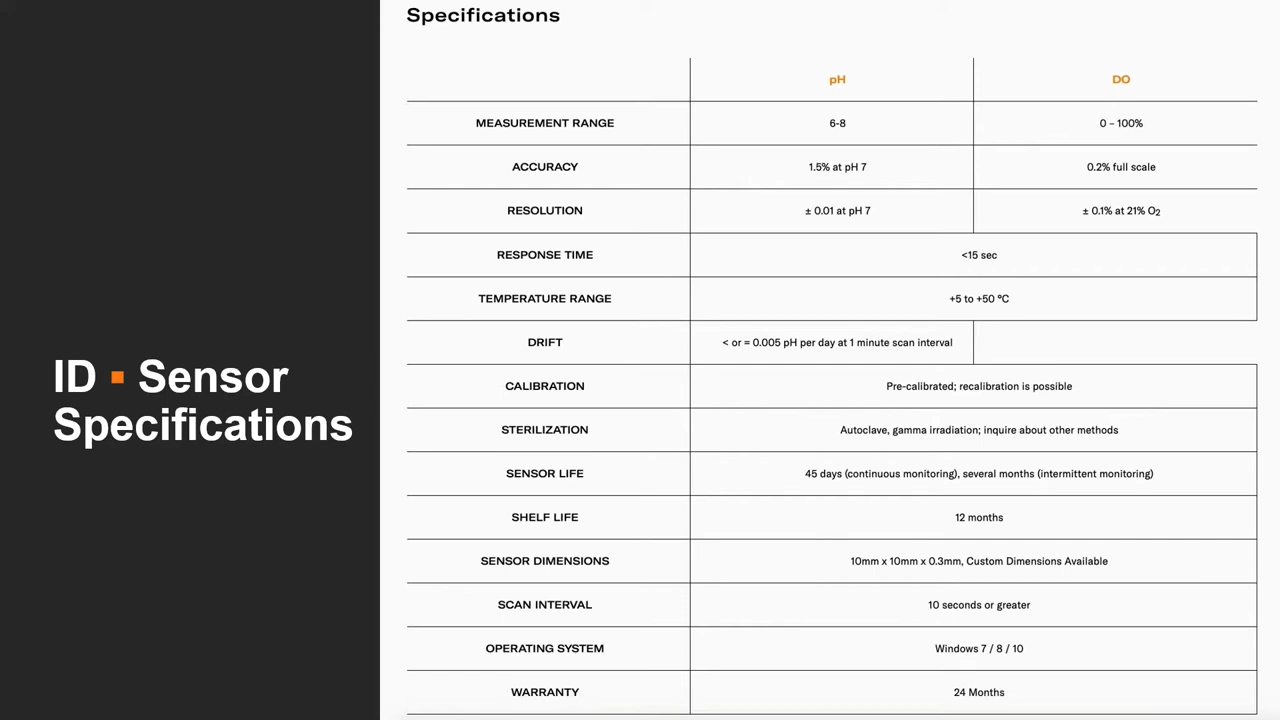 Specifications
ID ▪ Sensor
Specifications
pH DO
MEASUREMENT RANGE 6-8 0 – 100%
ACCURACY 1.5% at pH 7 0.2% full scale
RESOLUTION ± 0.01 at pH 7 ± 0.1% at 21% O₂
RESPONSE TIME <15 sec
TEMPERATURE RANGE +5 to +50 °C
DRIFT < or = 0.005 pH per day at 1 minute scan interval
CALIBRATION Pre-calibrated; recalibration is possible
STERILIZATION Autoclave, gamma irradiation; inquire about other methods
SENSOR LIFE 45 days (continuous monitoring), several months (intermittent monitoring)
SHELF LIFE 12 months
SENSOR DIMENSIONS 10mm x 10mm x 0.3mm, Custom Dimensions Available
SCAN INTERVAL 10 seconds or greater
OPERATING SYSTEM Windows 7 / 8 / 10
WARRANTY 24 Months